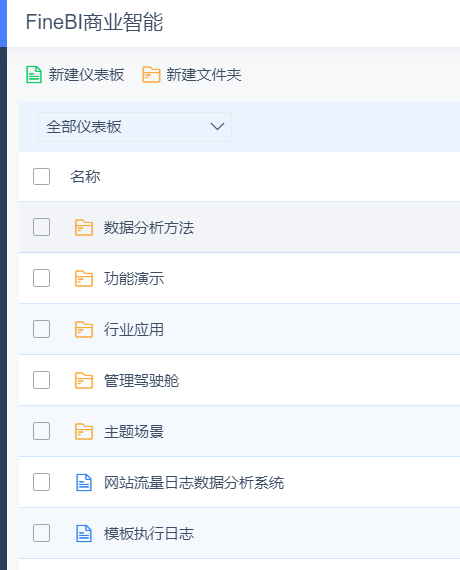 FineBI商业智能
新建仪表板 新建文件夹
全部仪表板
名称
数据分析方法
功能演示
行业应用
管理驾驶舱
主题场景
网站流量日志数据分析系统
模板执行日志